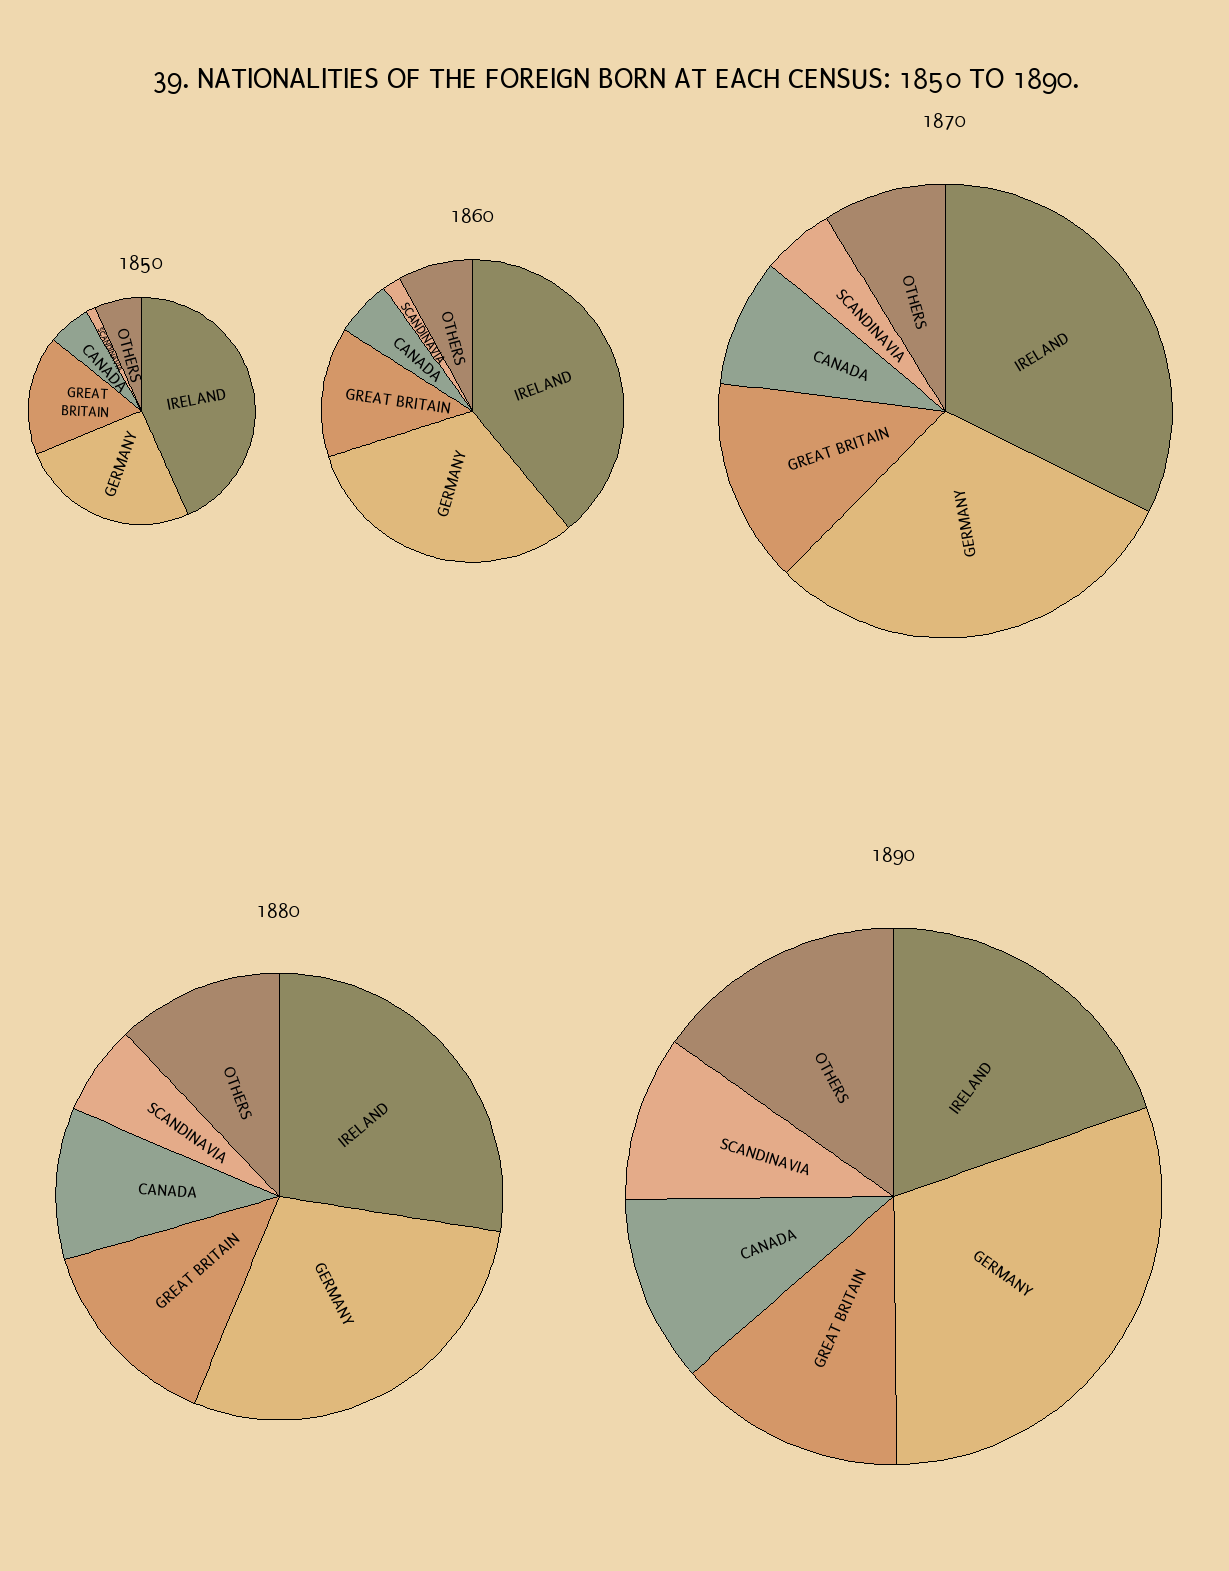 39. NATIONALITIES OF THE FOREIGN BORN AT EACH CENSUS: 1850 TO 1890.
1850
IRELAND
GERMANY
GREAT
BRITAIN
CANADA
SCANDINAVIA
OTHERS
1860
IRELAND
GERMANY
GREAT BRITAIN
CANADA
SCANDINAVIA
OTHERS
1870
IRELAND
GERMANY
GREAT BRITAIN
CANADA
SCANDINAVIA
OTHERS
1880
IRELAND
GERMANY
GREAT BRITAIN
CANADA
SCANDINAVIA
OTHERS
1890
IRELAND
GERMANY
GREAT BRITAIN
CANADA
SCANDINAVIA
OTHERS